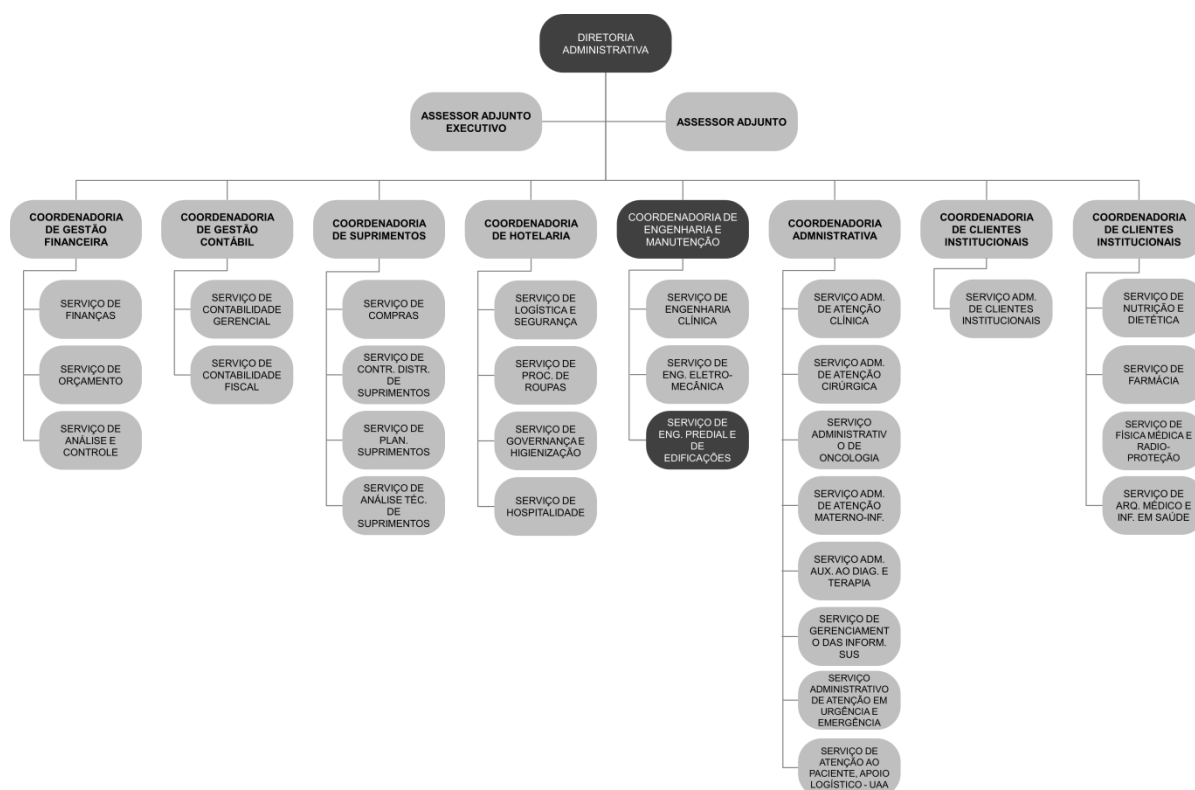 DIRETORIA
ADMINISTRATIVA
ASSESSOR ADJUNTO
EXECUTIVO
ASSESSOR ADJUNTO
COORDENADORIA
DE GESTÃO
FINANCEIRA
SERVIÇO DE
FINANÇAS
SERVIÇO DE
ORÇAMENTO
SERVIÇO DE
ANÁLISE E
CONTROLE
COORDENADORIA
DE GESTÃO
CONTÁBIL
SERVIÇO DE
CONTABILIDADE
GERENCIAL
SERVIÇO DE
CONTABILIDADE
FISCAL
COORDENADORIA
DE SUPRIMENTOS
SERVIÇO DE
COMPRAS
SERVIÇO DE
CONTR. DISTR.
DE
SUPRIMENTOS
SERVIÇO DE
PLAN.
SUPRIMENTOS
SERVIÇO DE
ANÁLISE TÉC.
DE
SUPRIMENTOS
COORDENADORIA
DE HOTELARIA
SERVIÇO DE
LOGÍSTICA E
SEGURANÇA
SERVIÇO DE
PROC. DE
ROUPAS
SERVIÇO DE
GOVERNANÇA E
HIGIENIZAÇÃO
SERVIÇO DE
HOSPITALIDADE
COORDENADORIA DE
ENGENHARIA E
MANUTENÇÃO
SERVIÇO DE
ENGENHARIA
CLÍNICA
SERVIÇO DE
ENG. ELETRO-
MECÂNICA
SERVIÇO DE
ENG. PREDIAL E
DE
EDIFICAÇÕES
COORDENADORIA
ADMNISTRATIVA
SERVIÇO ADM.
DE ATENÇÃO
CLÍNICA
SERVIÇO ADM.
DE ATENÇÃO
CIRÚRGICA
SERVIÇO
ADMINISTRATIV
O DE
ONCOLOGIA
SERVIÇO ADM.
DE ATENÇÃO
MATERNO-INF.
SERVIÇO ADM.
AUX. AO DIAG. E
TERAPIA
SERVIÇO DE
GERENCIAMENT
O DAS INFORM.
SUS
SERVIÇO
ADMINISTRATIVO
DE ATENÇÃO EM
URGÊNCIA E
EMERGÊNCIA
SERVIÇO DE
ATENÇÃO AO
PACIENTE, APOIO
LOGÍSTICO - UAA
COORDENADORIA
DE CLIENTES
INSTITUCIONAIS
SERVIÇO ADM.
DE CLIENTES
INSTITUCIONAIS
COORDENADORIA
DE CLIENTES
INSTITUCIONAIS
SERVIÇO DE
NUTRIÇÃO E
DIETÉTICA
SERVIÇO DE
FARMÁCIA
SERVIÇO DE
FÍSICA MÉDICA E
RADIO-
PROTEÇÃO
SERVIÇO DE
ARQ. MÉDICO E
INF. EM SAÚDE